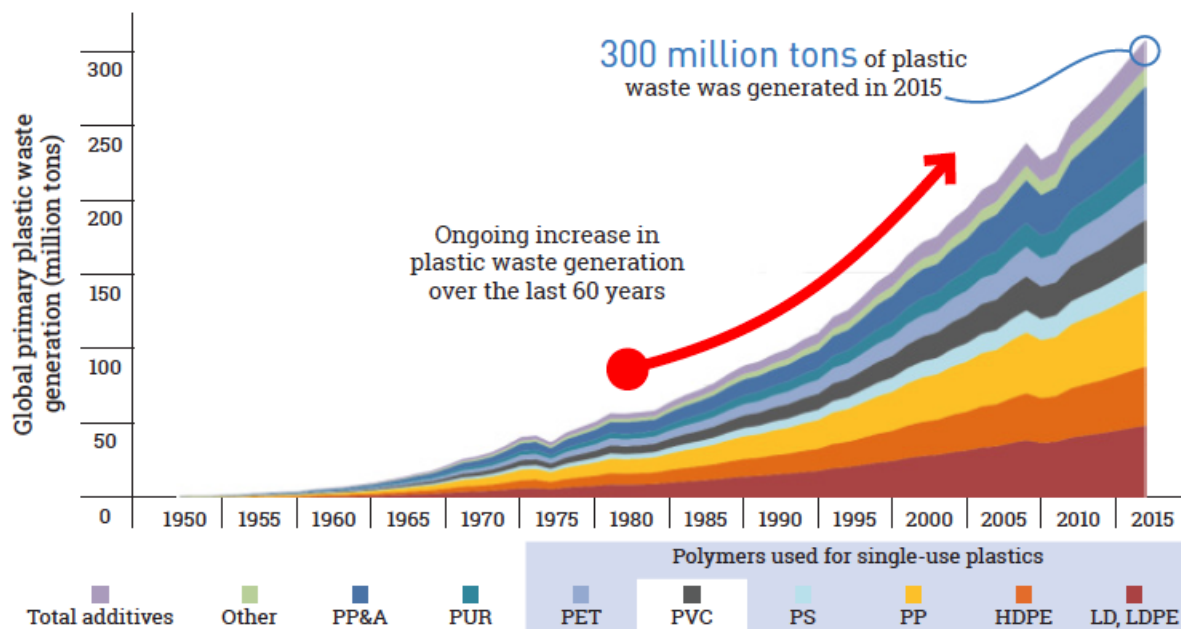 300 million tons of plastic
waste was generated in 2015
Ongoing increase in
plastic waste generation
over the last 60 years
Global primary plastic waste
generation (million tons)
300
250
200
150
100
50
0
1950 1955 1960 1965 1970 1975 1980 1985 1990 1995 2000 2005 2010 2015
Polymers used for single-use plastics
Total additives Other PP&A PUR PET PVC PS PP HDPE LD, LDPE